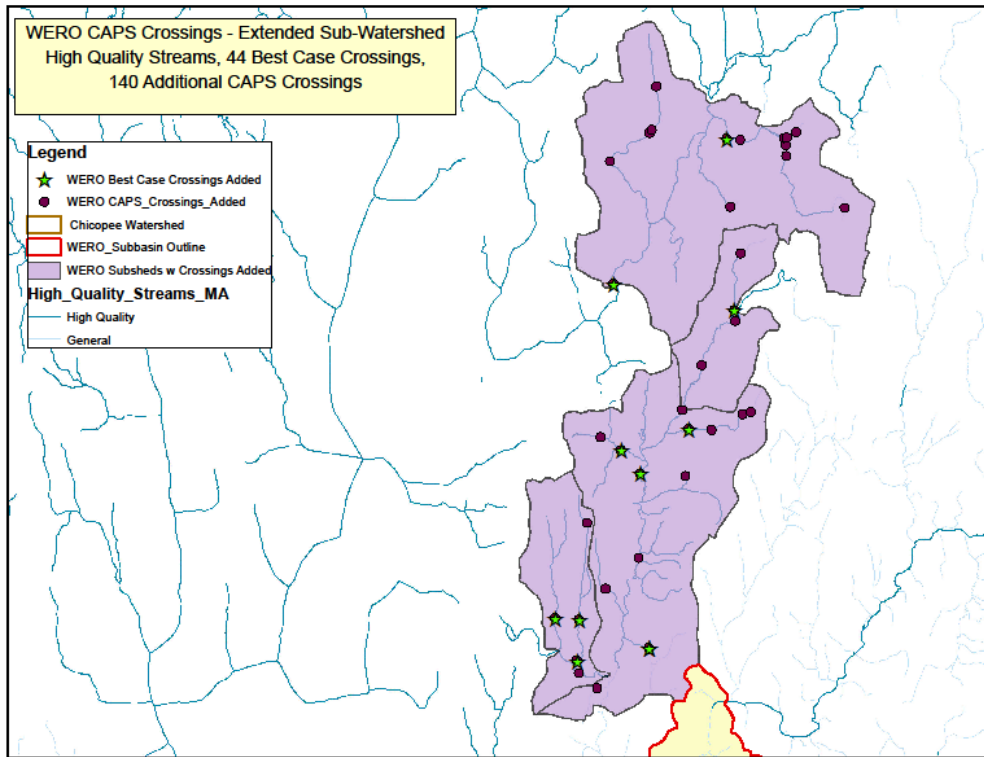 WERO CAPS Crossings - Extended Sub-Watershed
High Quality Streams, 44 Best Case Crossings,
140 Additional CAPS Crossings
Legend
WERO Best Case Crossings Added
WERO CAPS_Crossings_Added
Chicopee Watershed
WERO_Subbasin Outline
WERO Subsheds w Crossings Added
High_Quality_Streams_MA
High Quality
General